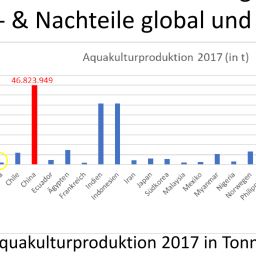 - & Nachteile global und
Aquakulturproduktion 2017 (in t)
46.823.949
Chile
China
Ecuador
Ägypten
Frankreich
Indien
Indonesien
Iran
Japan
Südkorea
Malaysia
Mexiko
Myanmar
Nigeria
Norwegen
Philip
quakulturproduktion 2017 in Tonn